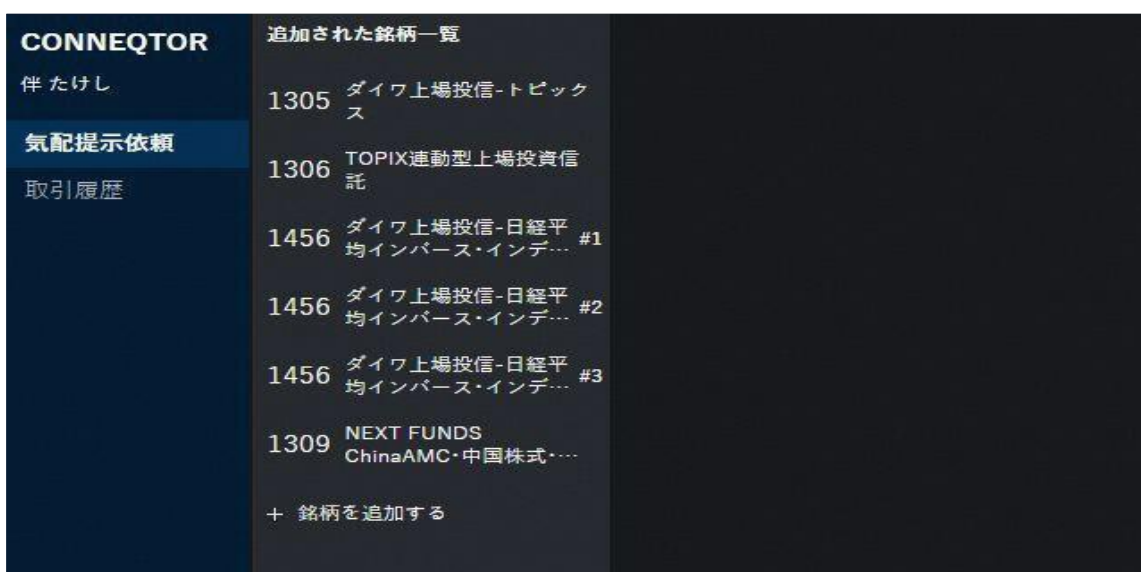 CONNEQTOR
伴 たけし
気配提示依頼
取引履歴
追加された銘柄一覧
1305 ダイワ上場投信-トピック
ス
1306 TOPIX連動型上場投資信
託
1456 ダイワ上場投信-日経平 #1
均インバース・インデ…
1456 ダイワ上場投信-日経平 #2
均インバース・インデ…
1456 ダイワ上場投信-日経平 #3
均インバース・インデ…
1309 NEXT FUNDS
ChinaAMC・中国株式・…
+ 銘柄を追加する